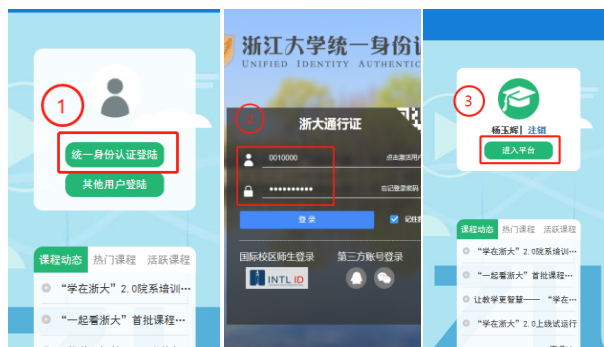 1
统一身份认证登陆
其他用户登陆
课程动态 热门课程 活跃课程
“学在浙大”2.0院系培训…
“一起看浙大”首批课程…
浙江大学统一身份
UNIFIED IDENTITY AUTHENTIC
2
浙大通行证
0010000 点击激活用户
•••••••••• 忘记登录密码
登录
国际校区师生登录 第三方账号登录
INTL ID
3
杨玉辉| 注销
进入平台
课程动态 热门课程 活跃课程
“学在浙大”2.0院系培训…
“一起看浙大”首批课程…
让教学更智慧——“学在…
“学在浙大”2.0上线试运行